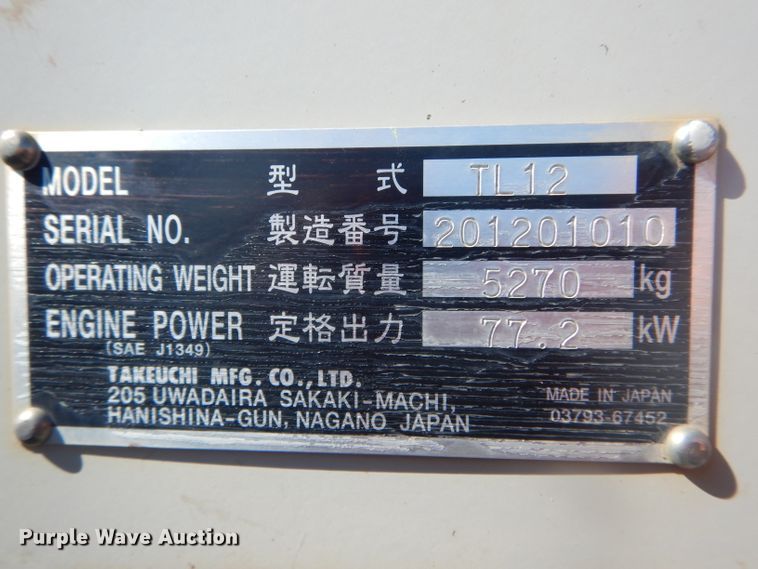 MODEL 型 式 TL12
SERIAL NO. 製造番号 201201010
OPERATING WEIGHT 運転質量 5270 kg
ENGINE POWER 定格出力 77.2 kW
(SAE J1349)
TAKEUCHI MFG. CO., LTD.
205 UWADAIRA SAKAKI-MACHI,
HANISHINA-GUN, NAGANO JAPAN
MADE IN JAPAN
03793-67452
Purple Wave Auction